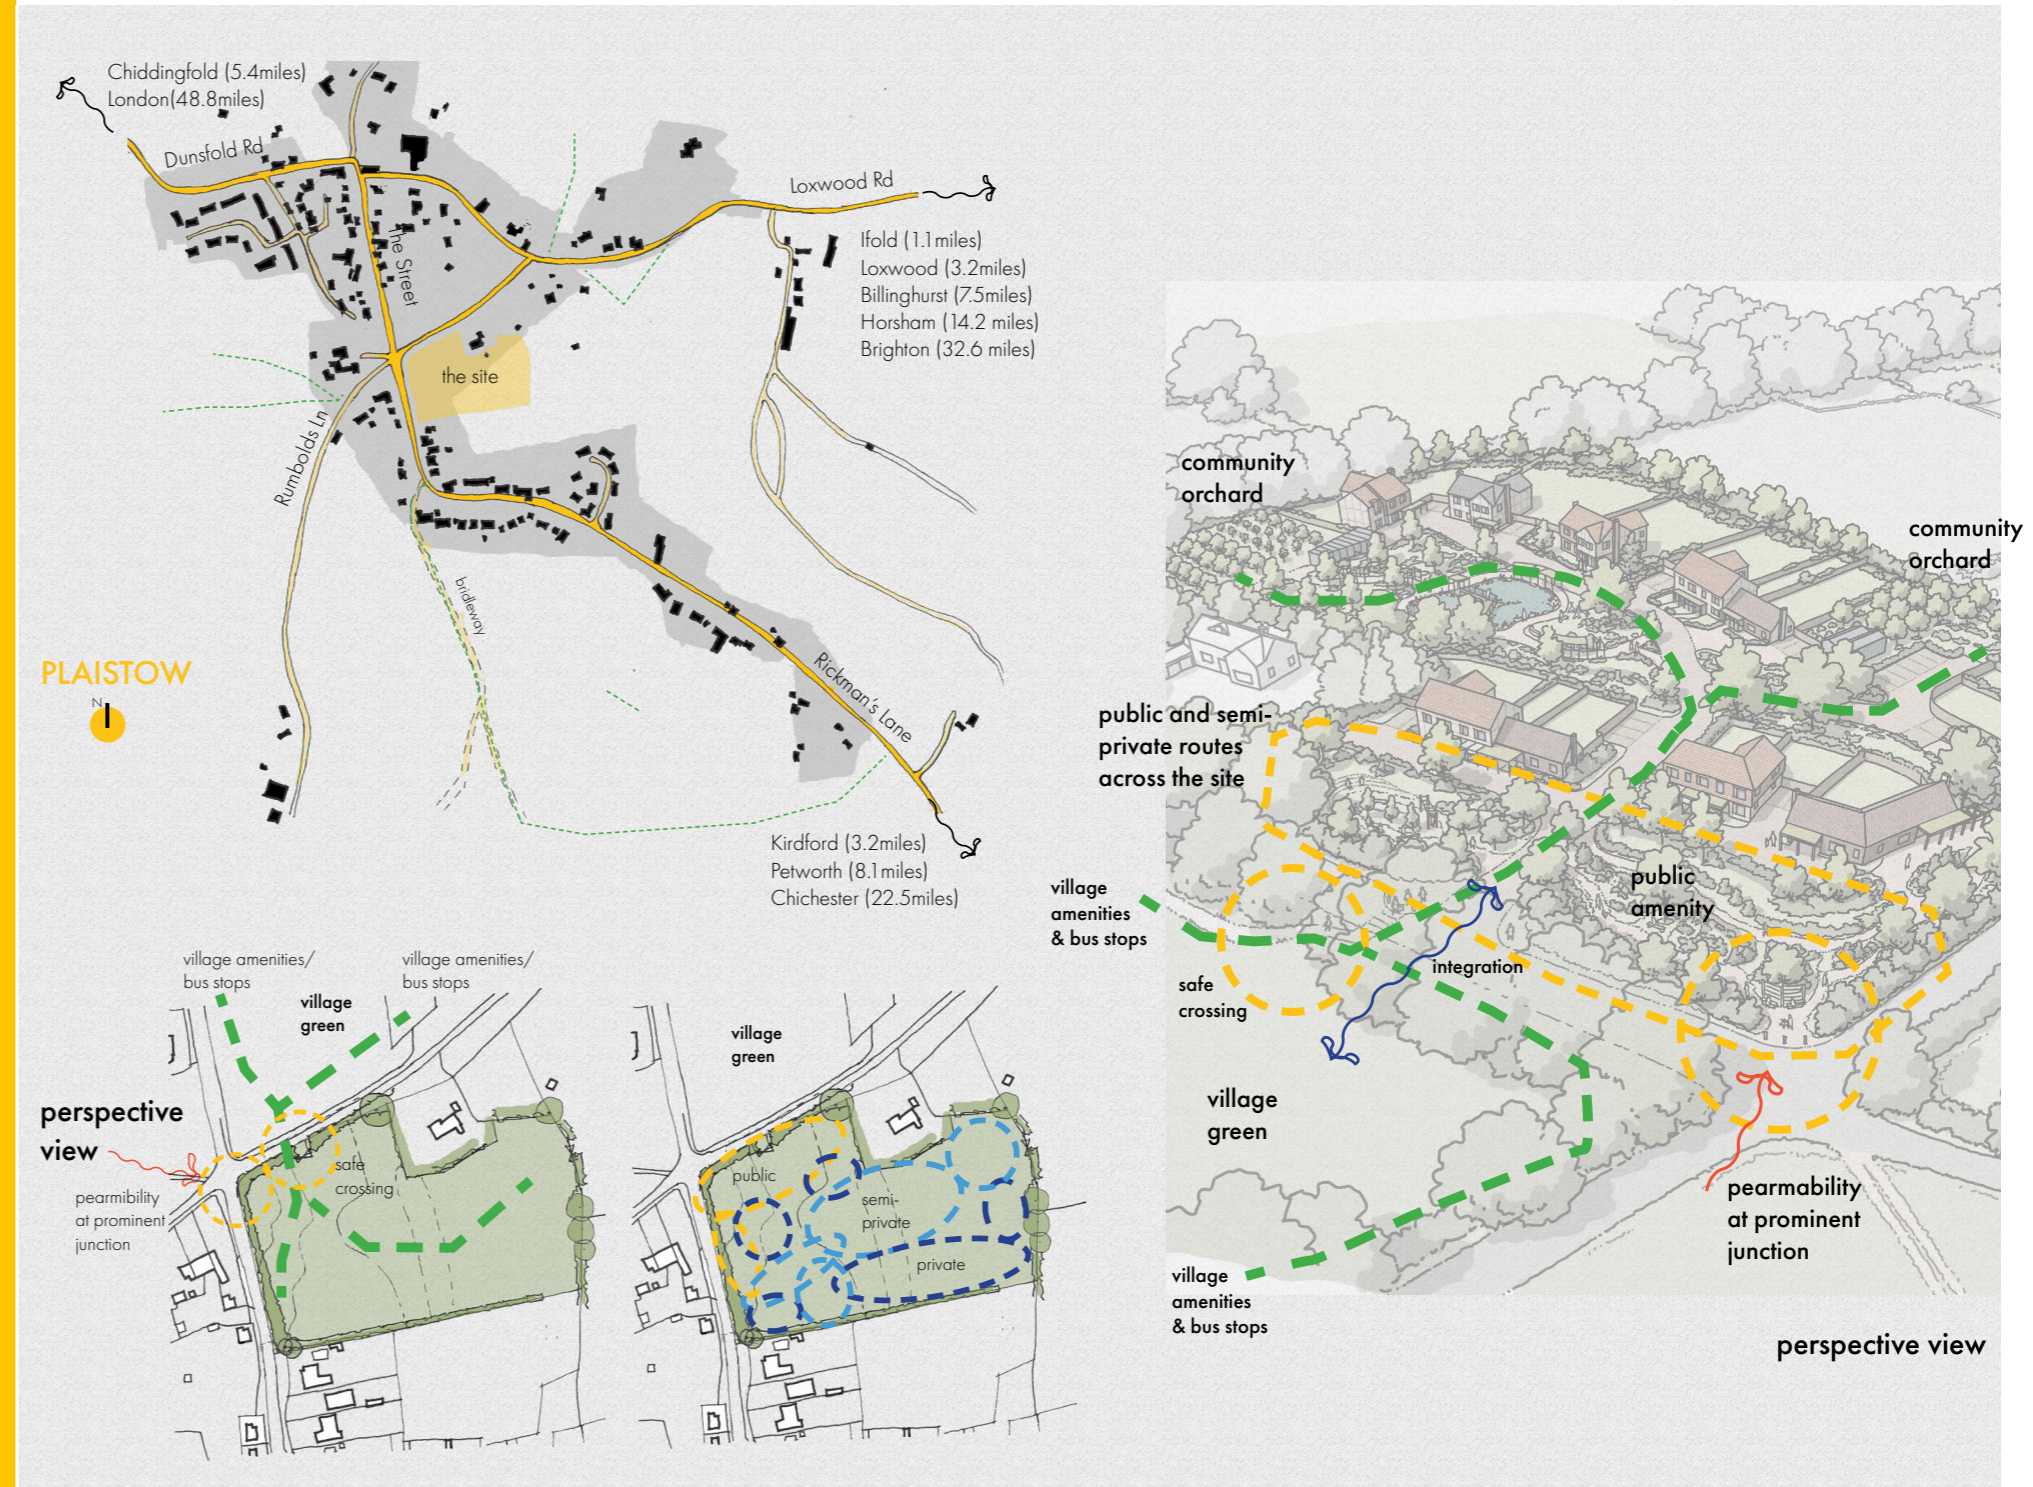 Chiddingfold (5.4miles)
London(48.8miles)
Dunsfold Rd
The Street
Loxwood Rd
Ifold (1.1miles)
Loxwood (3.2miles)
Billinghurst (7.5miles)
Horsham (14.2 miles)
Brighton (32.6 miles)
the site
Rumbolds Ln
bridleway
PLAISTOW
N
Rickman's Lane
Kirdford (3.2miles)
Petworth (8.1miles)
Chichester (22.5miles)
village amenities/
bus stops
village amenities/
bus stops
village
green
perspective
view
safe
crossing
pearmibility
at prominent
junction
village
green
public
semi-
private
private
community
orchard
community
orchard
public and semi-
private routes
across the site
public
amenity
village
amenities
& bus stops
integration
safe
crossing
village
green
pearmability
at prominent
junction
village
amenities
& bus stops
perspective view